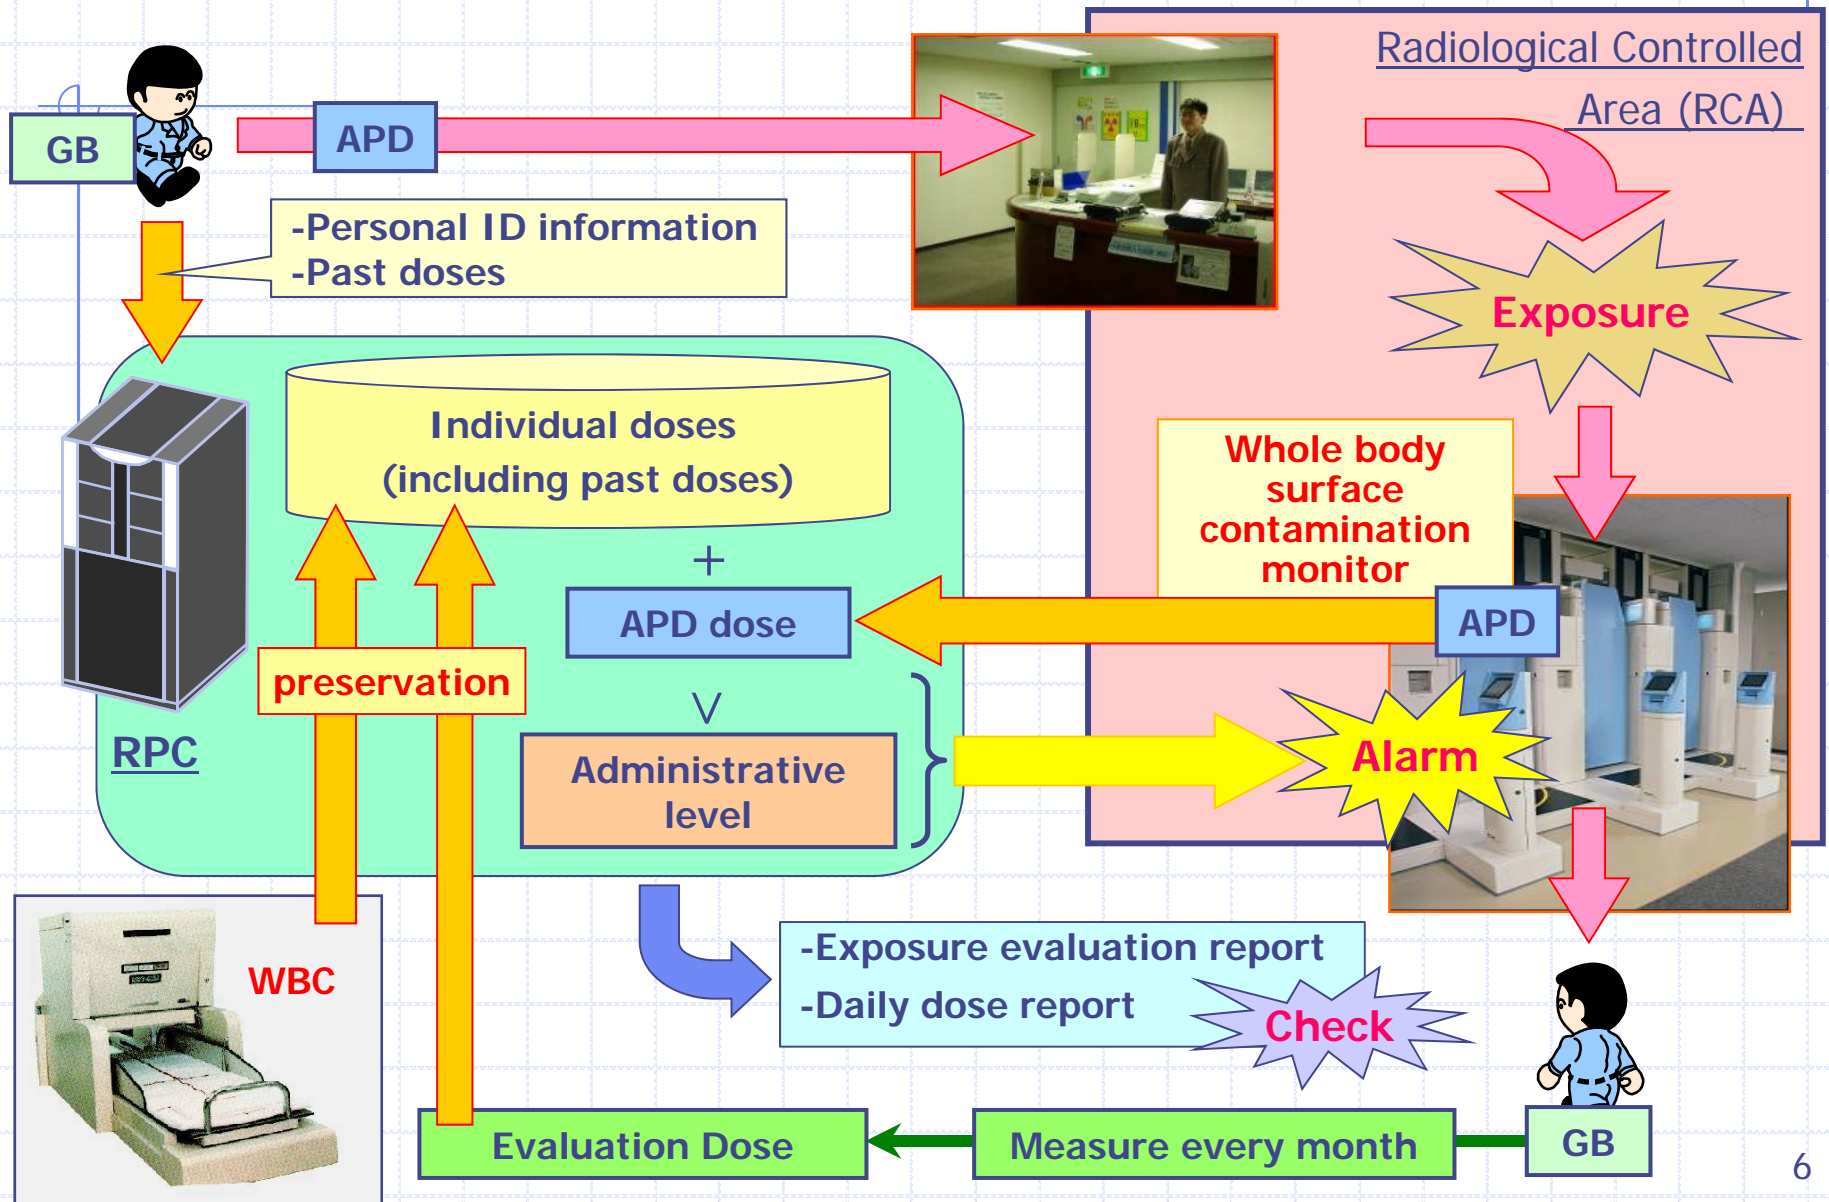 Radiological Controlled
Area (RCA)
GB
APD
-Personal ID information
-Past doses
Exposure
Individual doses
(including past doses)
Whole body
surface
contamination
monitor
+
APD dose
APD
preservation
∨
RPC
Administrative
level
Alarm
WBC
-Exposure evaluation report
-Daily dose report
Check
Evaluation Dose
Measure every month
GB
6